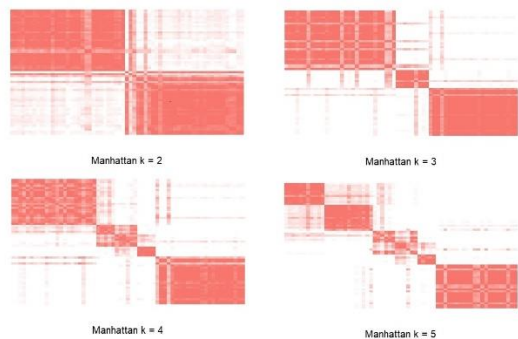 Manhattan k = 2
Manhattan k = 3
Manhattan k = 4
Manhattan k = 5